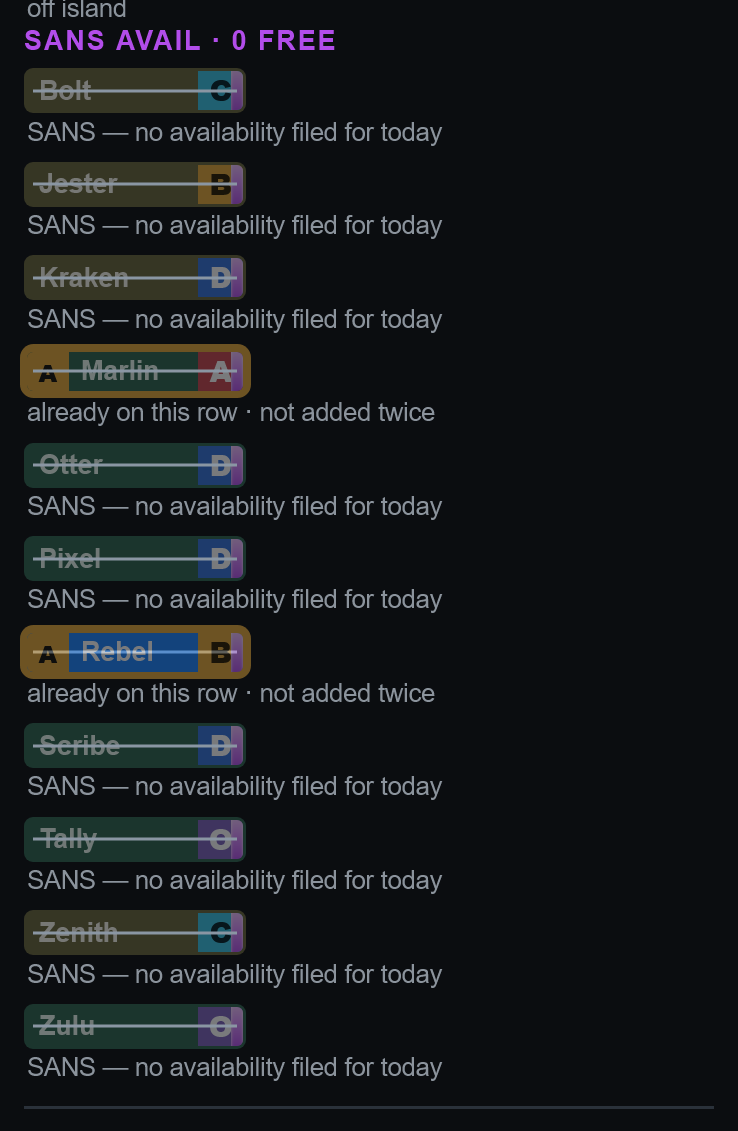 off island
SANS AVAIL · 0 FREE
Bolt C
SANS — no availability filed for today
Jester B
SANS — no availability filed for today
Kraken D
SANS — no availability filed for today
A Marlin A
already on this row · not added twice
Otter D
SANS — no availability filed for today
Pixel D
SANS — no availability filed for today
A Rebel B
already on this row · not added twice
Scribe D
SANS — no availability filed for today
Tally O
SANS — no availability filed for today
Zenith C
SANS — no availability filed for today
Zulu O
SANS — no availability filed for today